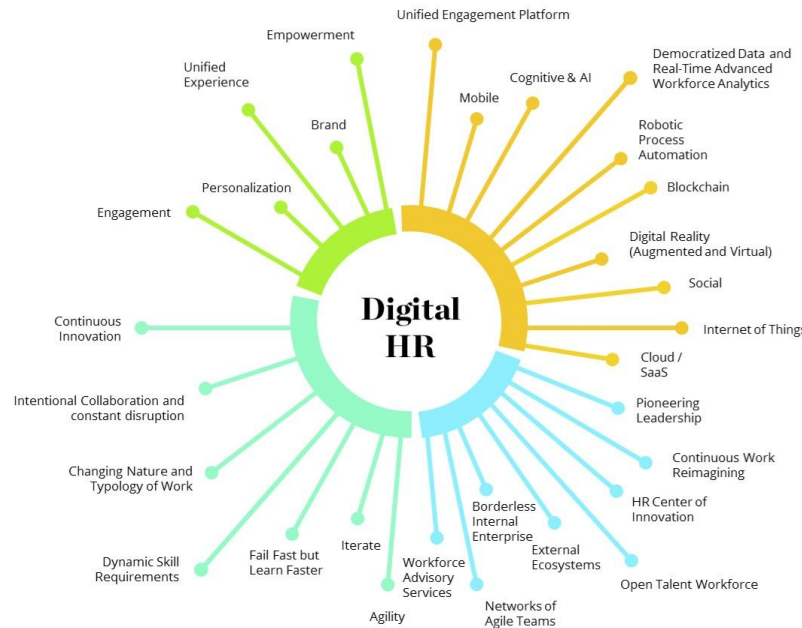 Unified Engagement Platform
Empowerment
Unified
Experience
Brand
Personalization
Engagement
Mobile
Cognitive & AI
Democratized Data and
Real-Time Advanced
Workforce Analytics
Robotic
Process
Automation
Blockchain
Digital Reality
(Augmented and Virtual)
Social
Internet of Things
Cloud /
SaaS
Digital
HR
Continuous
Innovation
Intentional Collaboration and
constant disruption
Changing Nature and
Typology of Work
Dynamic Skill
Requirements
Fail Fast but
Learn Faster
Iterate
Agility
Workforce
Advisory
Services
Networks of
Agile Teams
Borderless
Internal
Enterprise
External
Ecosystems
Open Talent Workforce
HR Center of
Innovation
Continuous Work
Reimagining
Pioneering
Leadership